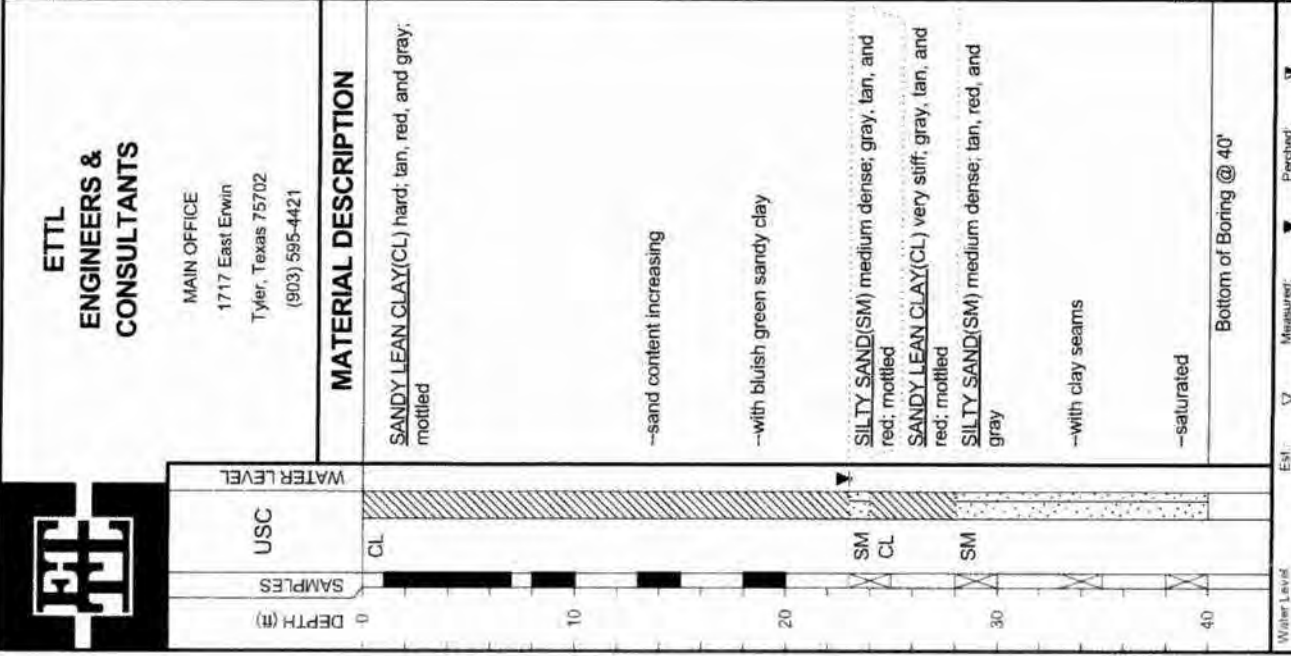 ETTL
ETTL
ENGINEERS &
CONSULTANTS
MAIN OFFICE
1717 East Erwin
Tyler, Texas 75702
(903) 595-4421
DEPTH (ft)
SAMPLES
USC
WATER LEVEL
MATERIAL DESCRIPTION
0
CL
SANDY LEAN CLAY(CL) hard; tan, red, and gray;
mottled
10
--sand content increasing
--with bluish green sandy clay
20
SM
SILTY SAND(SM) medium dense; gray, tan, and
red; mottled
CL
SANDY LEAN CLAY(CL) very stiff; gray, tan, and
red; mottled
SM
SILTY SAND(SM) medium dense; tan, red, and
gray
30
--with clay seams
--saturated
40
Bottom of Boring @ 40'
Water Level Est.: Measured: Perched: